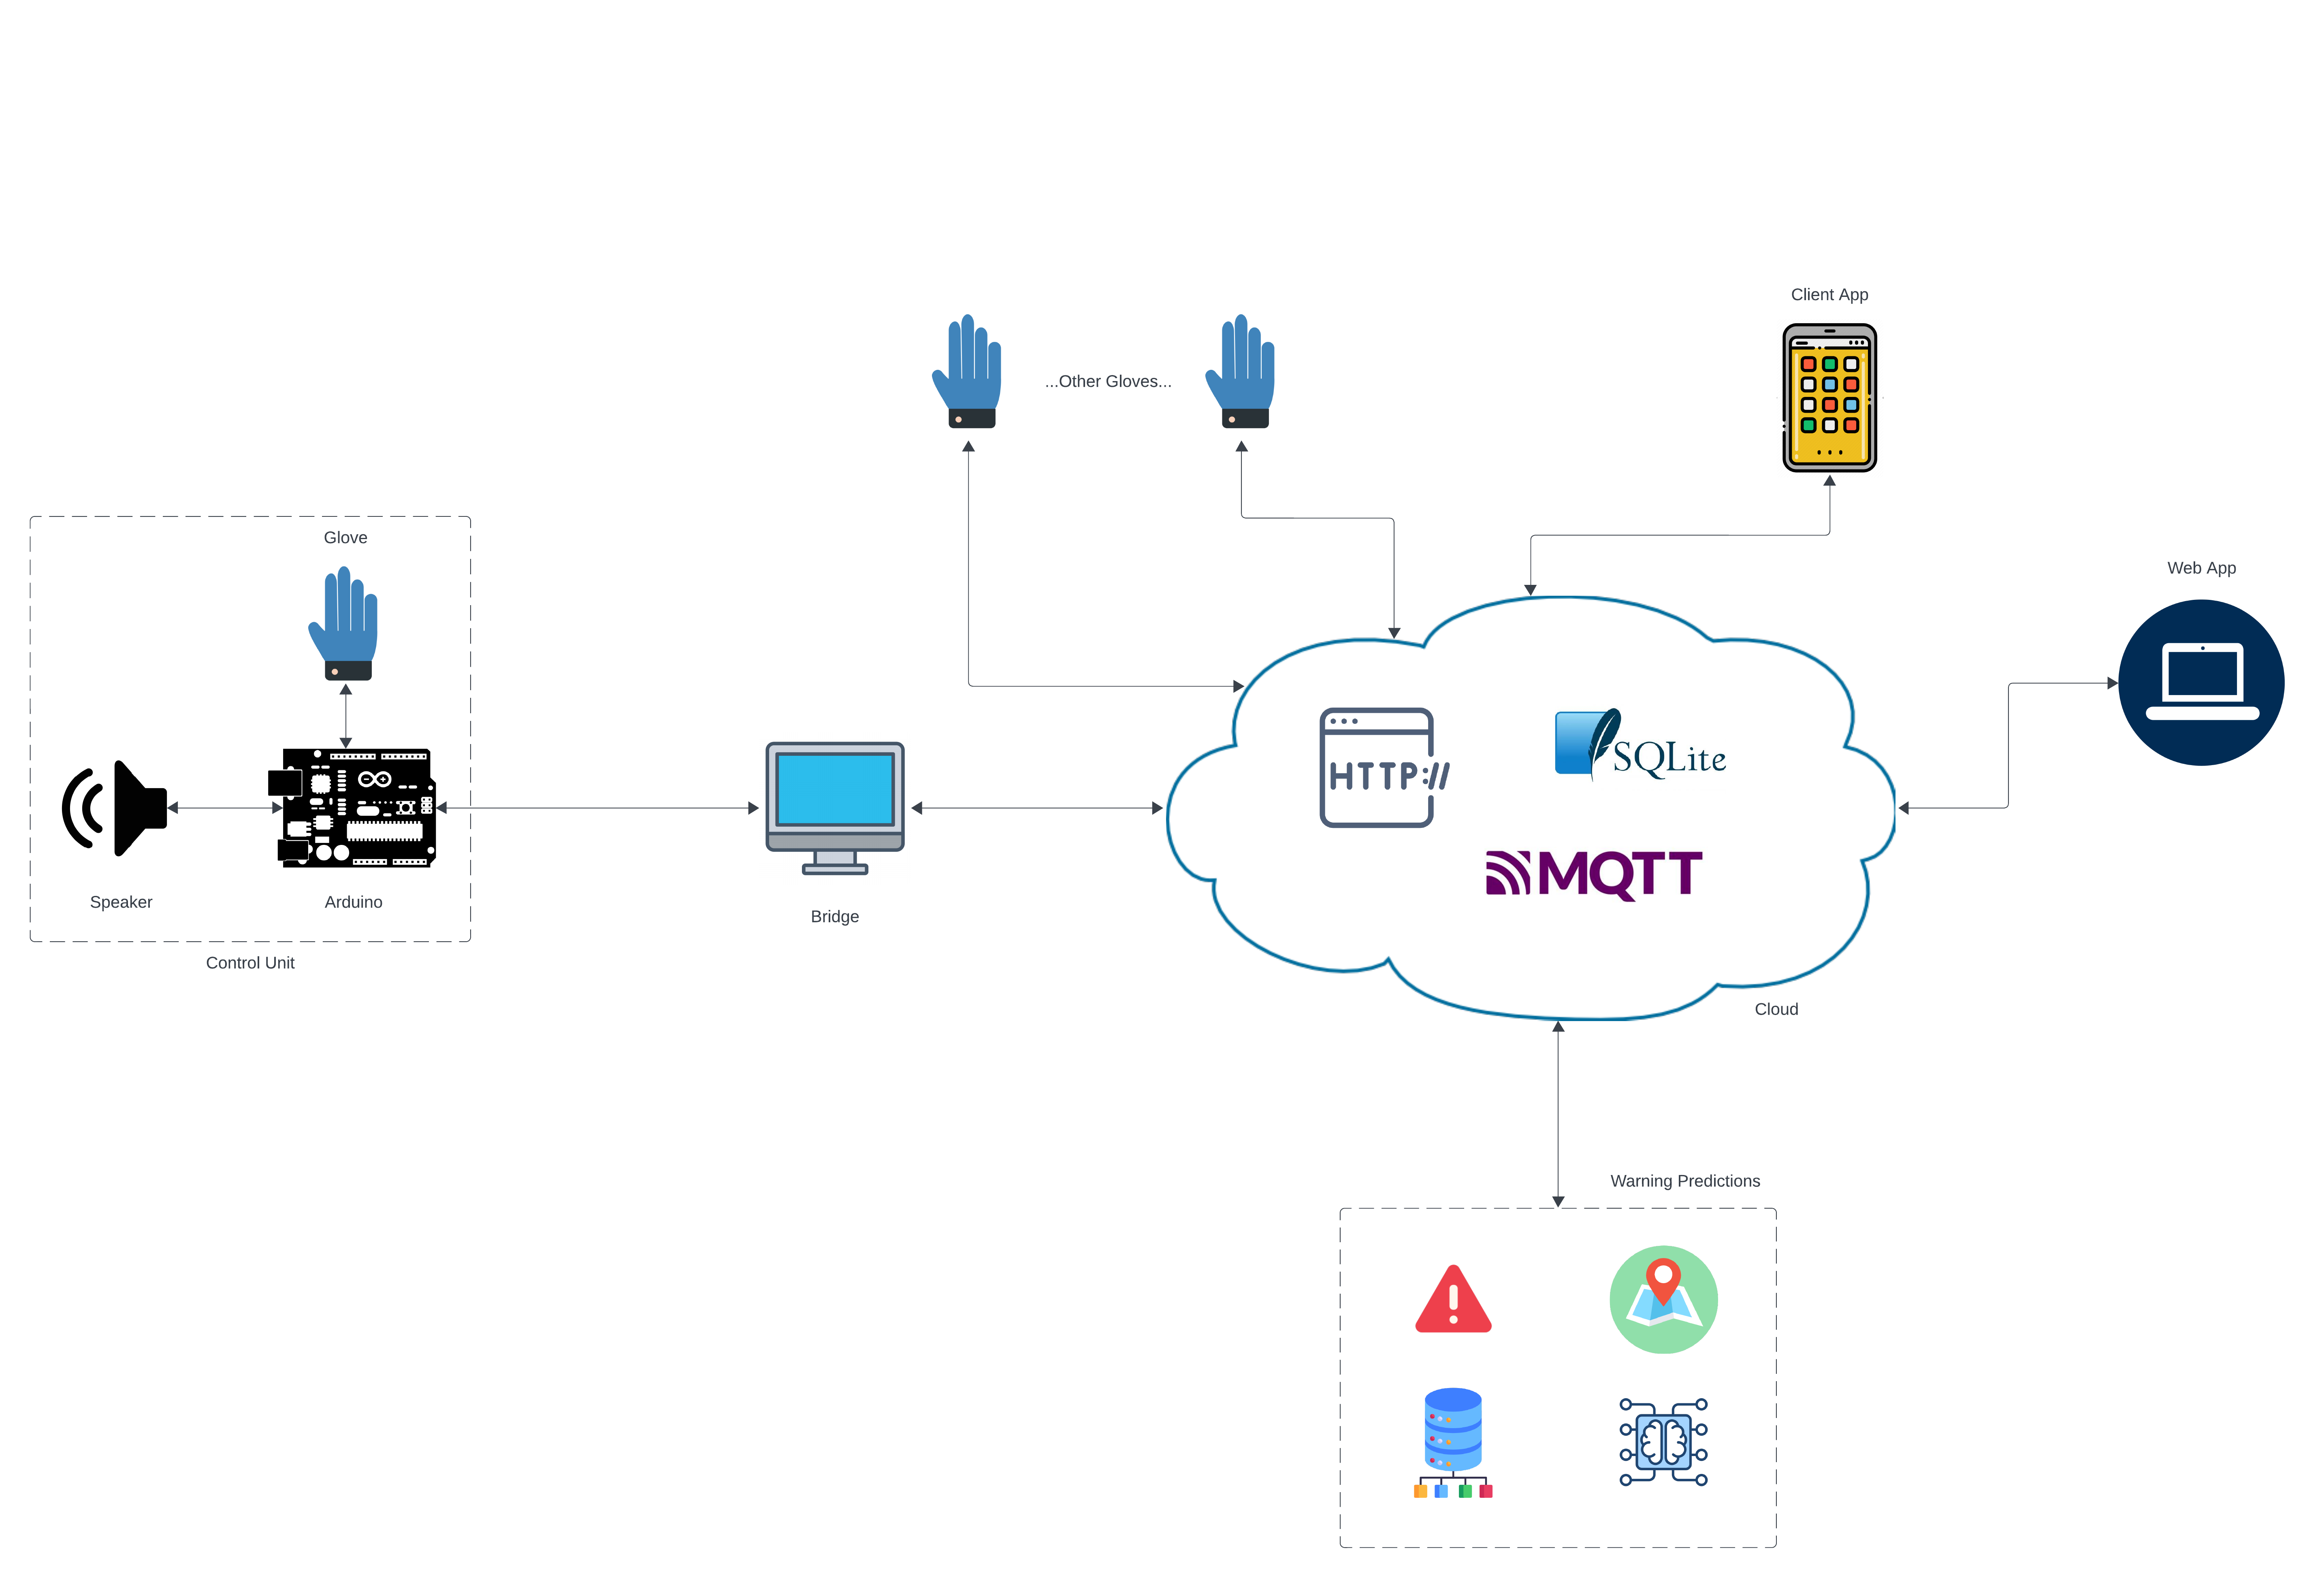 Client App
...Other Gloves...
Glove
Web App
HTTP://
SQLite
MQTT
Speaker
Arduino
Bridge
Control Unit
Cloud
Warning Predictions